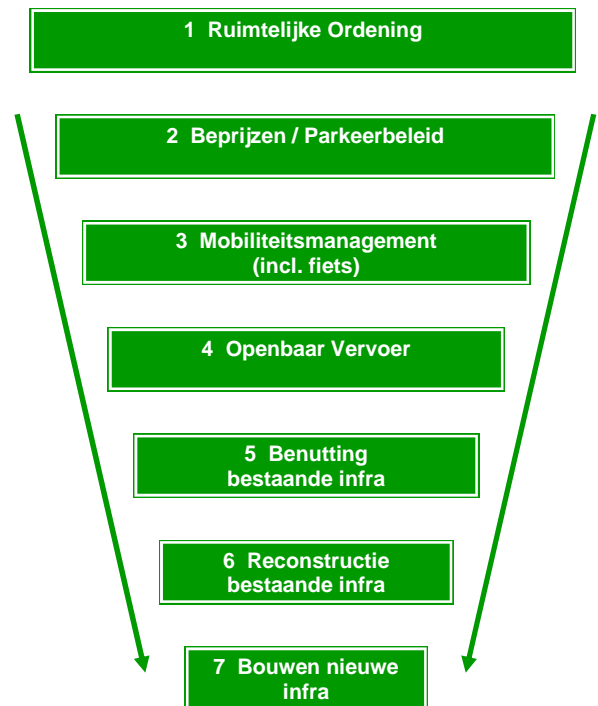 1 Ruimtelijke Ordening
2 Beprijzen / Parkeerbeleid
3 Mobiliteitsmanagement
(incl. fiets)
4 Openbaar Vervoer
5 Benutting
bestaande infra
6 Reconstructie
bestaande infra
7 Bouwen nieuwe
infra